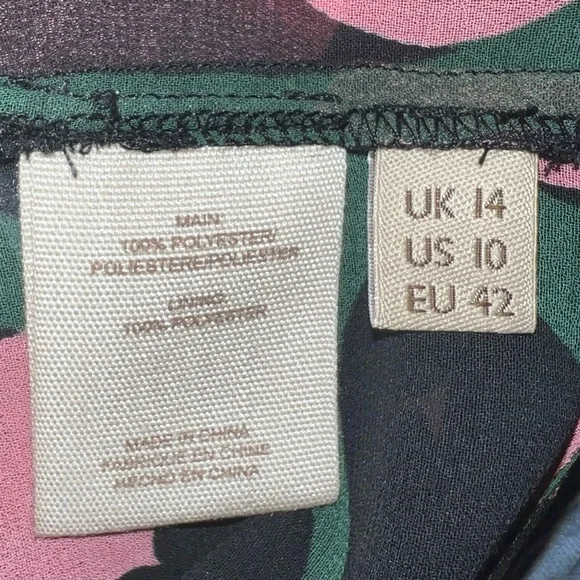 MAIN:
100% POLYESTER/
POLIESTERE/POLIESTER
LINING:
100% POLYESTER
MADE IN CHINA
FABRIQUE EN CHINE
HECHO EN CHINA
UK 14
US 10
EU 42